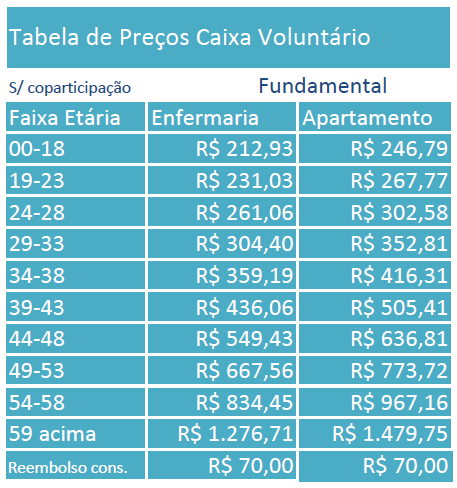 Tabela de Preços Caixa Voluntário
S/ coparticipação Fundamental
Faixa Etária Enfermaria Apartamento
00-18 R$ 212,93 R$ 246,79
19-23 R$ 231,03 R$ 267,77
24-28 R$ 261,06 R$ 302,58
29-33 R$ 304,40 R$ 352,81
34-38 R$ 359,19 R$ 416,31
39-43 R$ 436,06 R$ 505,41
44-48 R$ 549,43 R$ 636,81
49-53 R$ 667,56 R$ 773,72
54-58 R$ 834,45 R$ 967,16
59 acima R$ 1.276,71 R$ 1.479,75
Reembolso cons. R$ 70,00 R$ 70,00